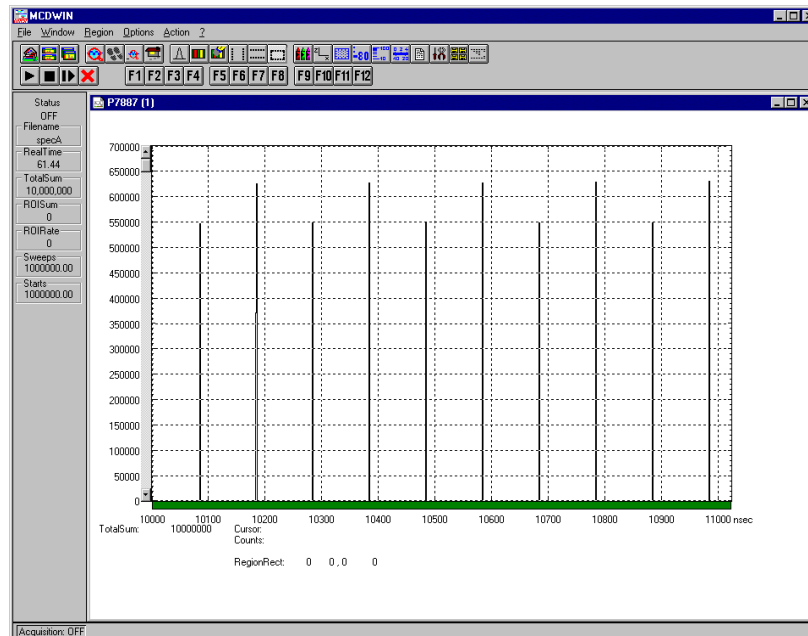 MCDWIN
File Window Region Options Action ?
F1 F2 F3 F4 F5 F6 F7 F8 F9 F10 F11 F12
Status
OFF
Filename
specA
RealTime
61.44
TotalSum
10,000,000
ROISum
0
ROIRate
0
Sweeps
1000000.00
Starts
1000000.00
P7887 (1)
700000
650000
600000
550000
500000
450000
400000
350000
300000
250000
200000
150000
100000
50000
0
10000 10100 10200 10300 10400 10500 10600 10700 10800 10900 11000 nsec
TotalSum: 10000000 Cursor:
Counts:
RegionRect: 0 0 , 0 0
Acquisition: OFF